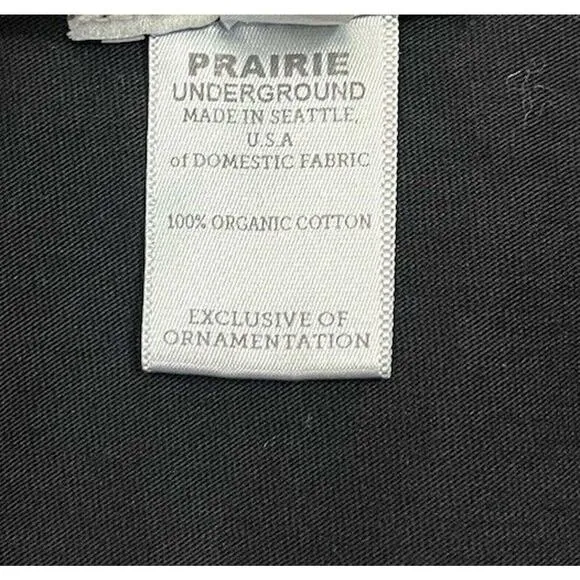 PRAIRIE
UNDERGROUND
MADE IN SEATTLE,
U.S.A
of DOMESTIC FABRIC
100% ORGANIC COTTON
EXCLUSIVE OF
ORNAMENTATION